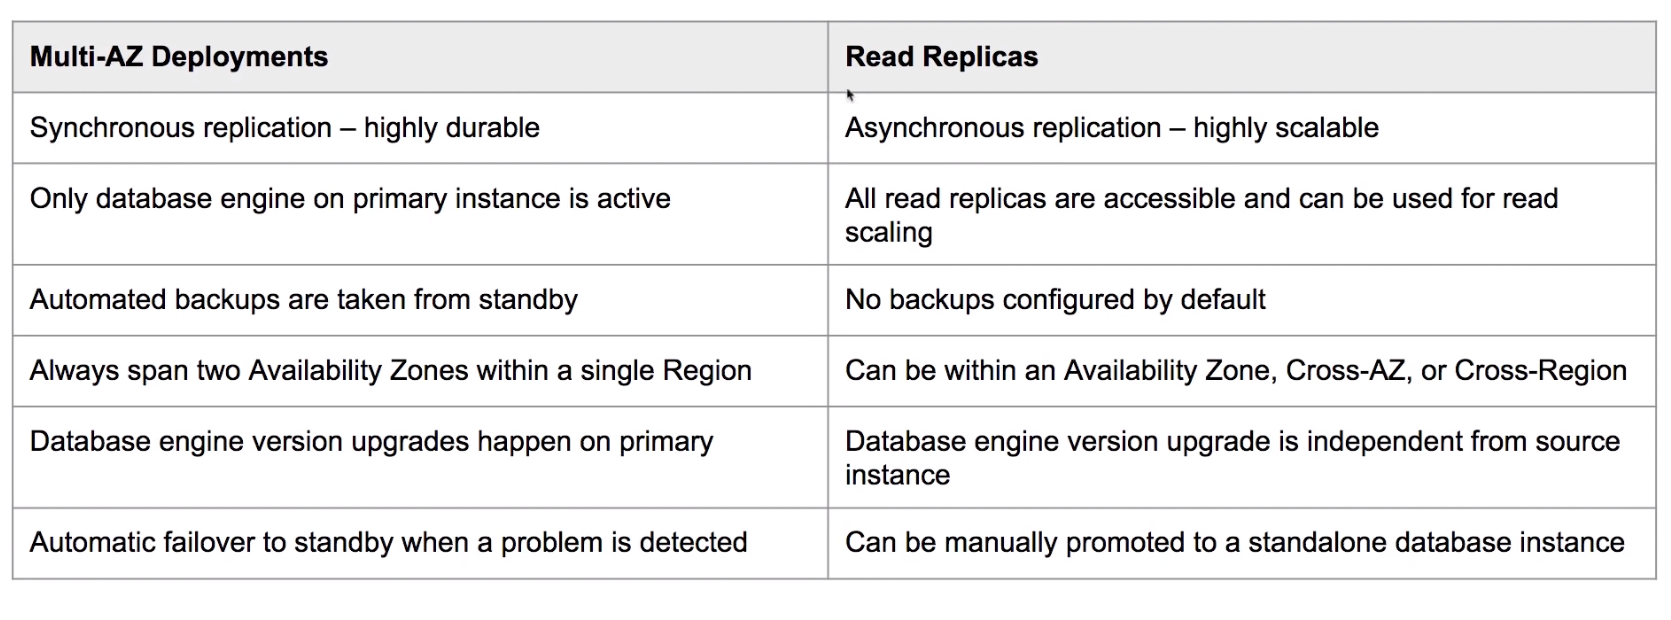 Multi-AZ Deployments
Read Replicas
Synchronous replication – highly durable
Asynchronous replication – highly scalable
Only database engine on primary instance is active
All read replicas are accessible and can be used for read
scaling
Automated backups are taken from standby
No backups configured by default
Always span two Availability Zones within a single Region
Can be within an Availability Zone, Cross-AZ, or Cross-Region
Database engine version upgrades happen on primary
Database engine version upgrade is independent from source
instance
Automatic failover to standby when a problem is detected
Can be manually promoted to a standalone database instance